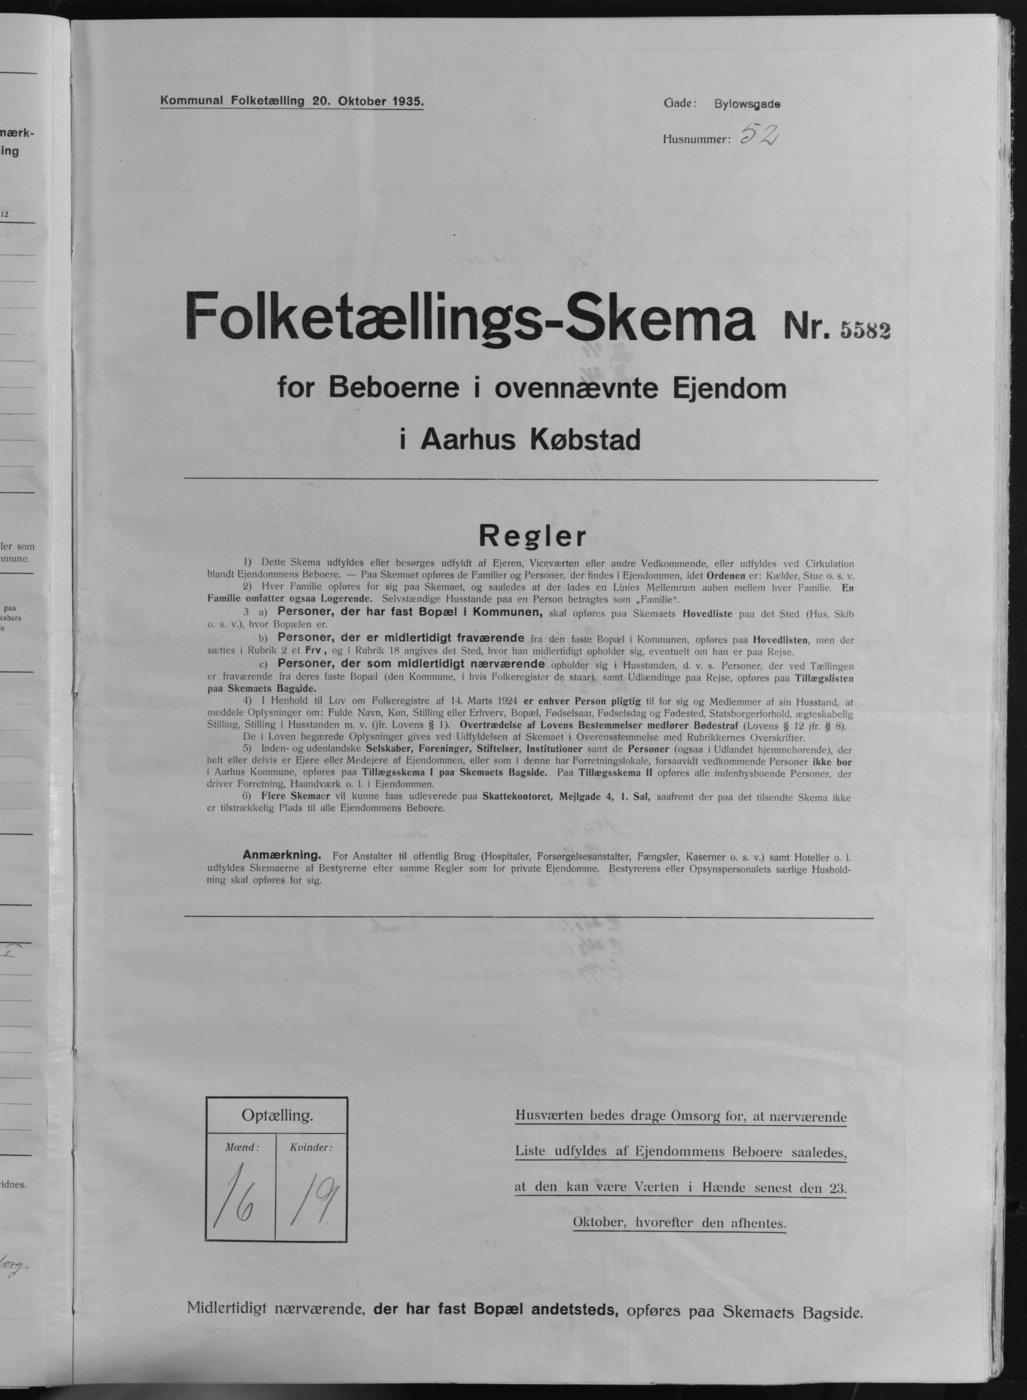 Kommunal Folketælling 20. Oktober 1935.
Gade: Bylowsgade
Husnummer: 52
Folketællings-Skema Nr. 5582
for Beboerne i ovennævnte Ejendom
i Aarhus Købstad
Regler
1) Dette Skema udfyldes eller besørges udfyldt af Ejeren, Viceværten eller andre Vedkommende, eller udfyldes ved Cirkulation
blandt Ejendommens Beboere. — Paa Skemaet opføres de Familier og Personer, der findes i Ejendommen, idet Ordenen er: Kælder, Stue o. s. v.
2) Hver Familie opføres for sig paa Skemaet, og saaledes at der lades en Linies Mellemrum aaben mellem hver Familie. En
Familie omfatter ogsaa Logerende. Selvstændige Husstande paa en Person betragtes som „Familie“.
3 a) Personer, der har fast Bopæl i Kommunen, skal opføres paa Skemaets Hovedliste paa det Sted (Hus, Skib
o. s. v.), hvor Bopælen er.
b) Personer, der er midlertidigt fraværende fra den faste Bopæl i Kommunen, opføres paa Hovedlisten, men der
sættes i Rubrik 2 et Frv, og i Rubrik 18 angives det Sted, hvor han midlertidigt opholder sig, eventuelt om han er paa Rejse.
c) Personer, der som midlertidigt nærværende opholder sig i Husstanden, d. v. s. Personer, der ved Tællingen
er fraværende fra deres faste Bopæl (den Kommune, i hvis Folkeregister de staar), samt Udlændinge paa Rejse, opføres paa Tillægslisten
paa Skemaets Bagside.
4) I Henhold til Lov om Folkeregistre af 14. Marts 1924 er enhver Person pligtig til for sig og Medlemmer af sin Husstand, at
meddele Oplysninger om: Fulde Navn, Køn, Stilling eller Erhverv, Bopæl, Fødselsaar, Fødselsdag og Fødested, Statsborgerforhold, ægteskabelig
Stilling, Stilling i Husstanden m. v. (jfr. Lovens § 1). Overtrædelse af Lovens Bestemmelser medfører Bødestraf (Lovens § 12 jfr. § 8).
De i Loven begærede Oplysninger gives ved Udfyldelsen af Skemaet i Overensstemmelse med Rubrikkernes Overskrifter.
5) Inden- og udenlandske Selskaber, Foreninger, Stiftelser, Institutioner samt de Personer (ogsaa i Udlandet hjemmehørende), der
helt eller delvis er Ejere eller Medejere af Ejendommen, eller som i denne har Forretningslokale, forsaavidt vedkommende Personer ikke bor
i Aarhus Kommune, opføres paa Tillægsskema I paa Skemaets Bagside. Paa Tillægsskema II opføres alle indenbysboende Personer, der
driver Forretning, Haandværk o. l. i Ejendommen.
6) Flere Skemaer vil kunne faas udleverede paa Skattekontoret, Mejlgade 4, 1. Sal, saafremt der paa det tilsendte Skema ikke
er tilstrækkelig Plads til alle Ejendommens Beboere.
Anmærkning. For Anstalter til offentlig Brug (Hospitaler, Forsørgelsesanstalter, Fængsler, Kaserner o. s. v.) samt Hoteller o. l.
udfyldes Skemaerne af Bestyrerne efter samme Regler som for private Ejendomme. Bestyrerens eller Opsynspersonalets særlige Hushold-
ning skal opføres for sig.
Optælling.
Mænd: Kvinder:
16 19
Husværten bedes drage Omsorg for, at nærværende
Liste udfyldes af Ejendommens Beboere saaledes,
at den kan være Værten i Hænde senest den 23.
Oktober, hvorefter den afhentes.
Midlertidigt nærværende, der har fast Bopæl andetsteds, opføres paa Skemaets Bagside.